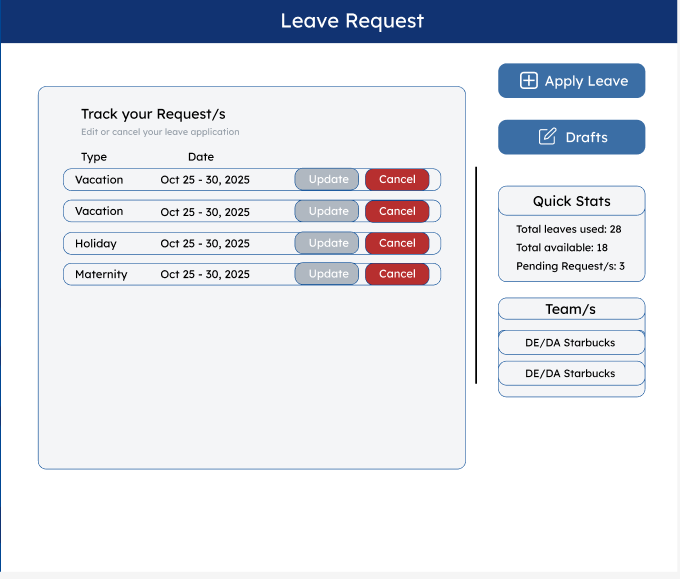 Leave Request
Apply Leave
Drafts
Track your Request/s
Edit or cancel your leave application
Type Date
Vacation Oct 25 - 30, 2025 Update Cancel
Vacation Oct 25 - 30, 2025 Update Cancel
Holiday Oct 25 - 30, 2025 Update Cancel
Maternity Oct 25 - 30, 2025 Update Cancel
Quick Stats
Total leaves used: 28
Total available: 18
Pending Request/s: 3
Team/s
DE/DA Starbucks
DE/DA Starbucks